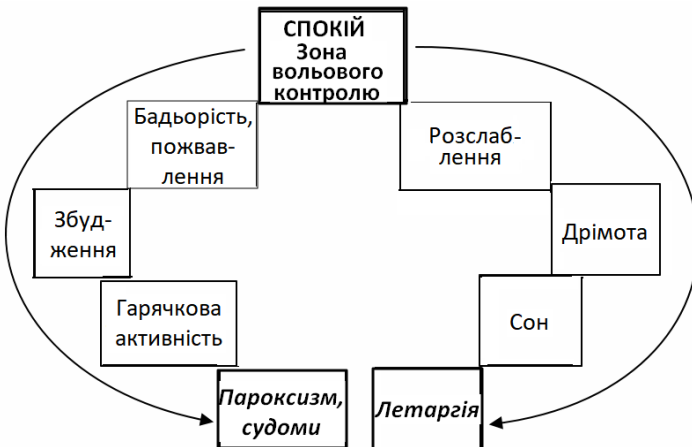 СПОКІЙ
Зона
вольового
контролю
Бадьорість,
пожвав-
лення
Розслаб-
лення
Збуд-
ження
Дрімота
Гарячкова
активність
Сон
Пароксизм,
судоми
Летаргія